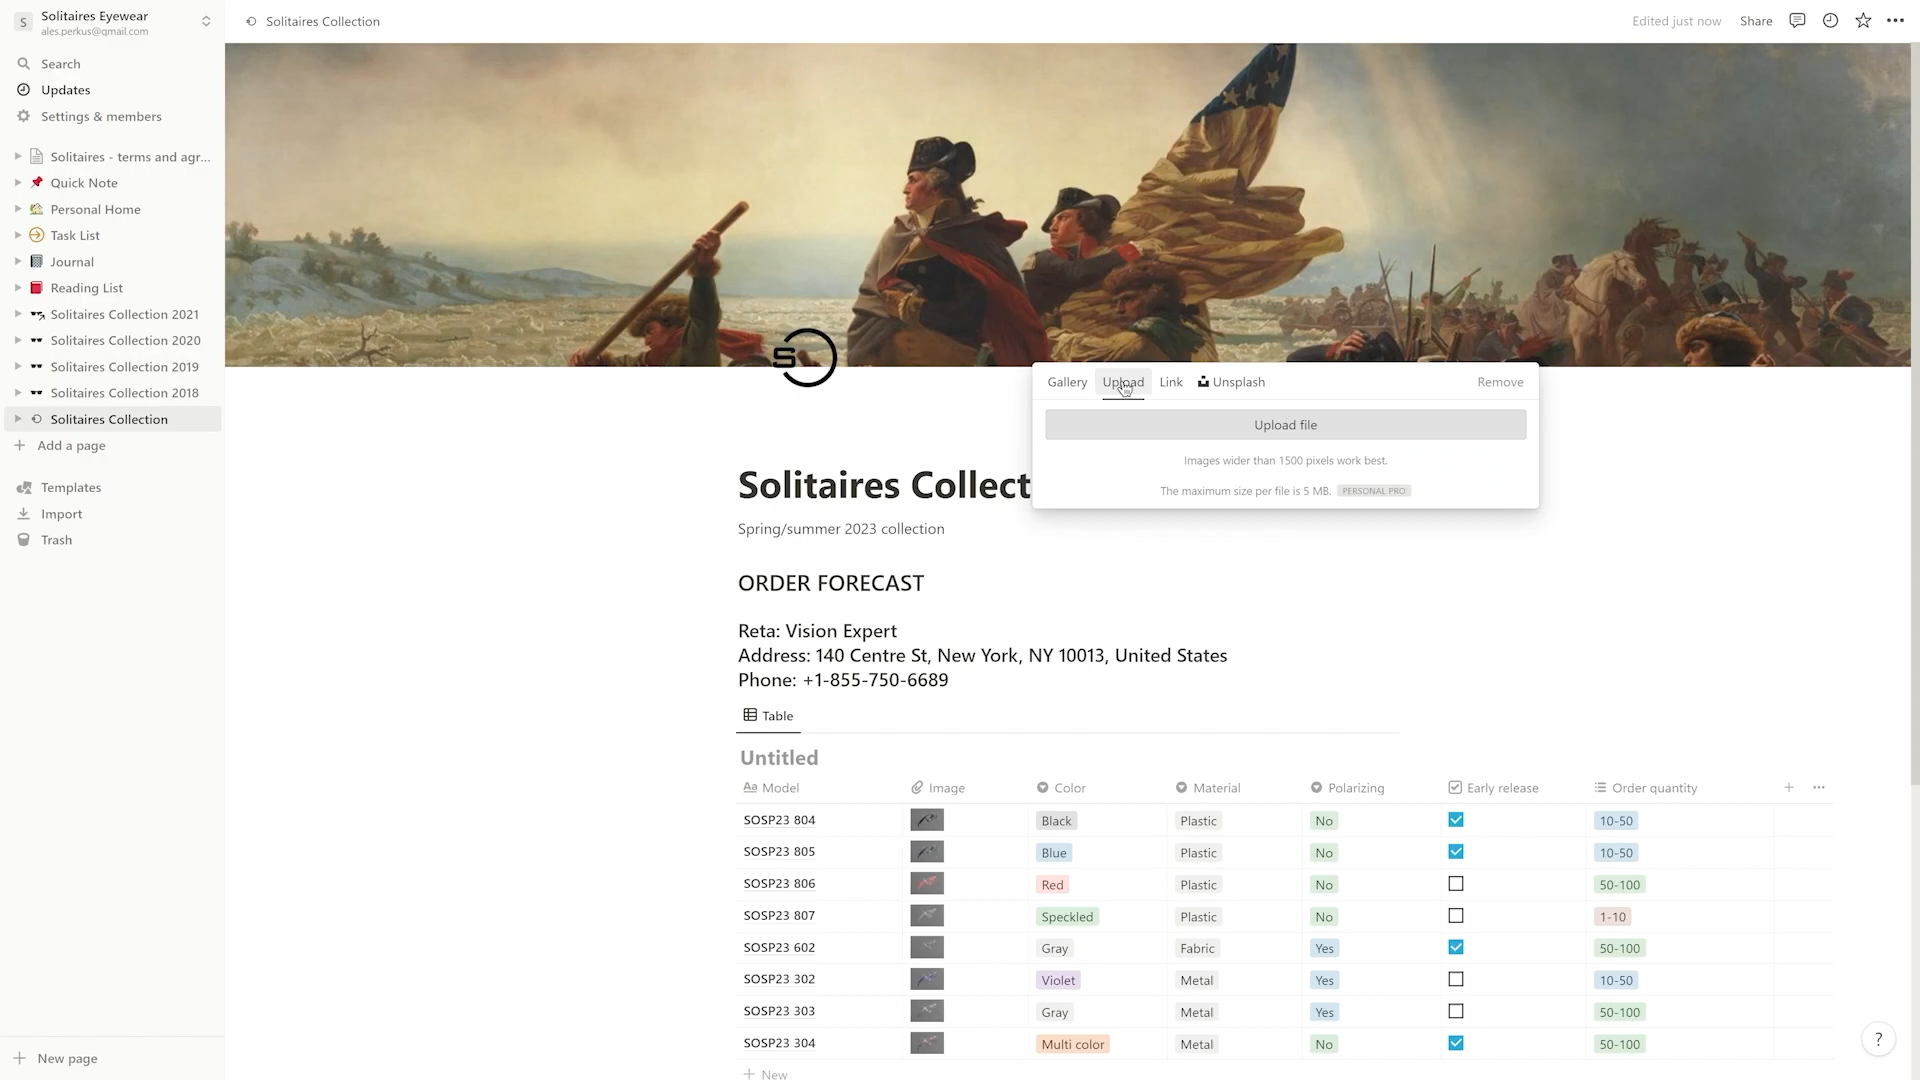 S
Solitaires Eyewear
ales.perkus@gmail.com
Search
Updates
Settings & members
Solitaires - terms and agr...
Quick Note
Personal Home
Task List
Journal
Reading List
Solitaires Collection 2021
Solitaires Collection 2020
Solitaires Collection 2019
Solitaires Collection 2018
Solitaires Collection
Add a page
Templates
Import
Trash
New page
Solitaires Collection
Edited just now Share
S
Gallery Upload Link Unsplash Remove
Upload file
Images wider than 1500 pixels work best.
The maximum size per file is 5 MB. PERSONAL PRO
Solitaires Collect
Spring/summer 2023 collection
ORDER FORECAST
Reta: Vision Expert
Address: 140 Centre St, New York, NY 10013, United States
Phone: +1-855-750-6689
Table
Untitled
Aa Model Image Color Material Polarizing Early release Order quantity
SOSP23 804 Black Plastic No 10-50
SOSP23 805 Blue Plastic No 10-50
SOSP23 806 Red Plastic No 50-100
SOSP23 807 Speckled Plastic No 1-10
SOSP23 602 Gray Fabric Yes 50-100
SOSP23 302 Violet Metal Yes 10-50
SOSP23 303 Gray Metal Yes 50-100
SOSP23 304 Multi color Metal No 50-100
New
?